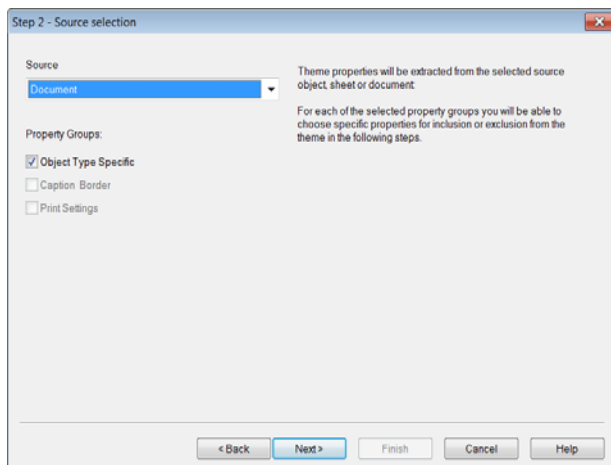 Step 2 - Source selection
Source
Document
Property Groups:
Object Type Specific
Caption Border
Print Settings
Theme properties will be extracted from the selected source
object, sheet or document.
For each of the selected property groups you will be able to
choose specific properties for inclusion or exclusion from the
theme in the following steps.
< Back
Next >
Finish
Cancel
Help